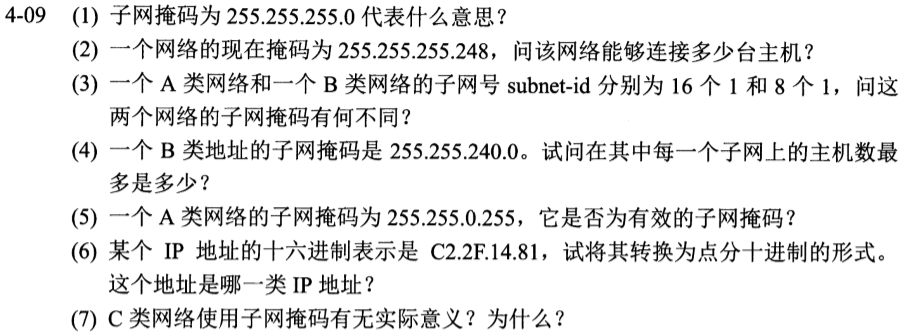 4-09 (1) 子网掩码为 255.255.255.0 代表什么意思？
(2) 一个网络的现在掩码为 255.255.255.248，问该网络能够连接多少台主机？
(3) 一个 A 类网络和一个 B 类网络的子网号 subnet-id 分别为 16 个 1 和 8 个 1，问这
两个网络的子网掩码有何不同？
(4) 一个 B 类地址的子网掩码是 255.255.240.0。试问在其中每一个子网上的主机数最
多是多少？
(5) 一个 A 类网络的子网掩码为 255.255.0.255，它是否为有效的子网掩码？
(6) 某个 IP 地址的十六进制表示是 C2.2F.14.81，试将其转换为点分十进制的形式。
这个地址是哪一类 IP 地址？
(7) C 类网络使用子网掩码有无实际意义？为什么？